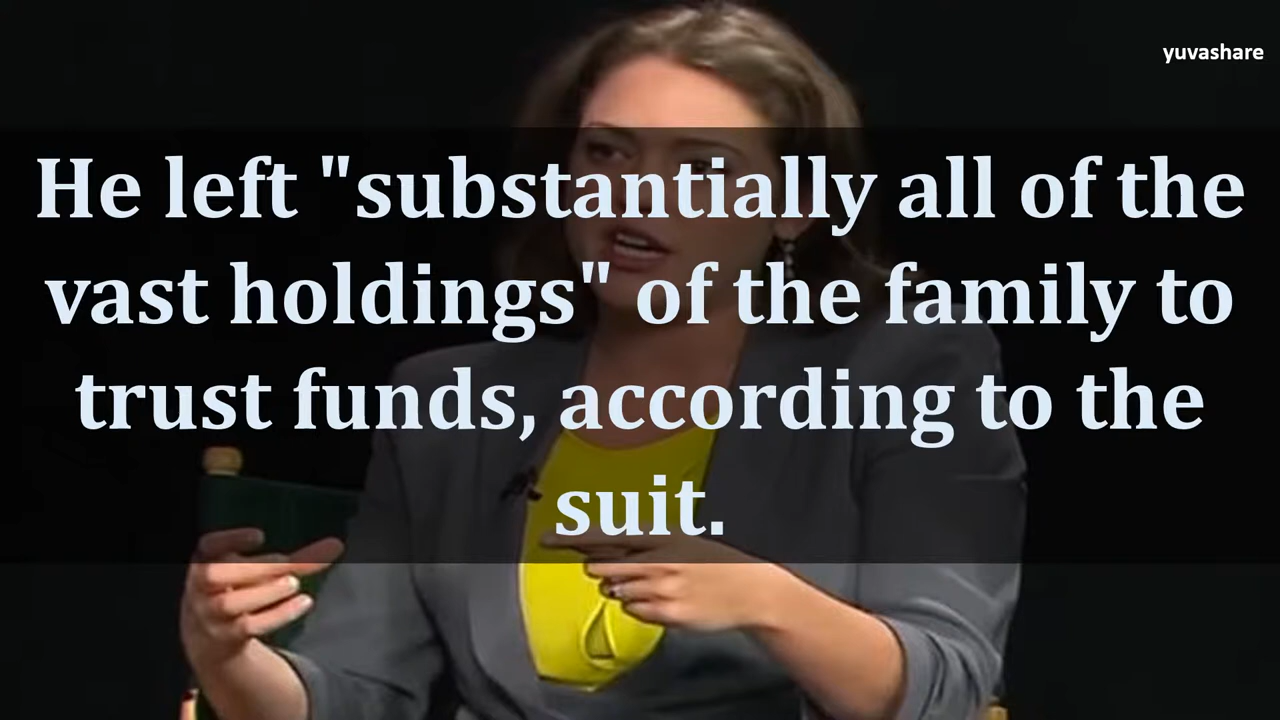 yuvashare
He left "substantially all of the
vast holdings" of the family to
trust funds, according to the
suit.